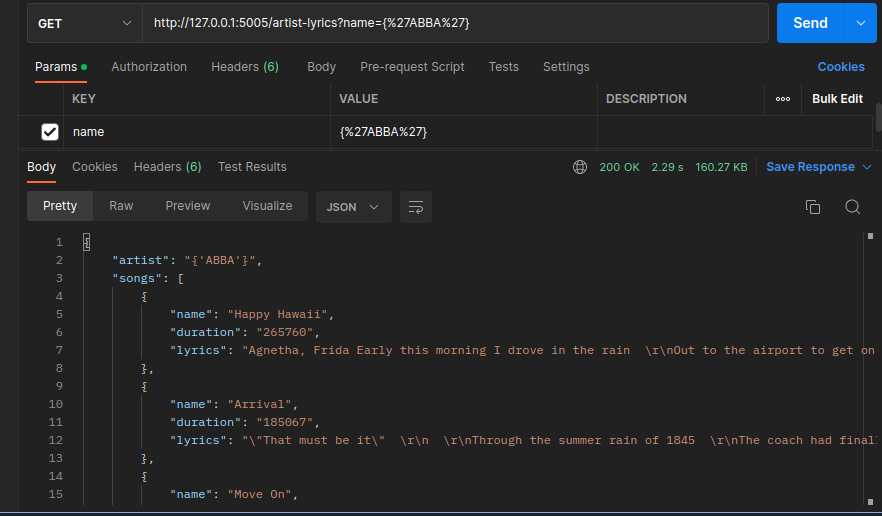 GET http://127.0.0.1:5005/artist-lyrics?name={%27ABBA%27} Send
Params Authorization Headers (6) Body Pre-request Script Tests Settings Cookies
KEY VALUE DESCRIPTION ooo Bulk Edit
name {%27ABBA%27}
Body Cookies Headers (6) Test Results 200 OK 2.29 s 160.27 KB Save Response
Pretty Raw Preview Visualize JSON
1 {
2 "artist": "{'ABBA'}",
3 "songs": [
4 {
5 "name": "Happy Hawaii",
6 "duration": "265760",
7 "lyrics": "Agnetha, Frida Early this morning I drove in the rain  \r\nOut to the airport to get on
8 },
9 {
10 "name": "Arrival",
11 "duration": "185067",
12 "lyrics": "\"That must be it\"  \r\n  \r\nThrough the summer rain of 1845  \r\nThe coach had final
13 },
14 {
15 "name": "Move On",